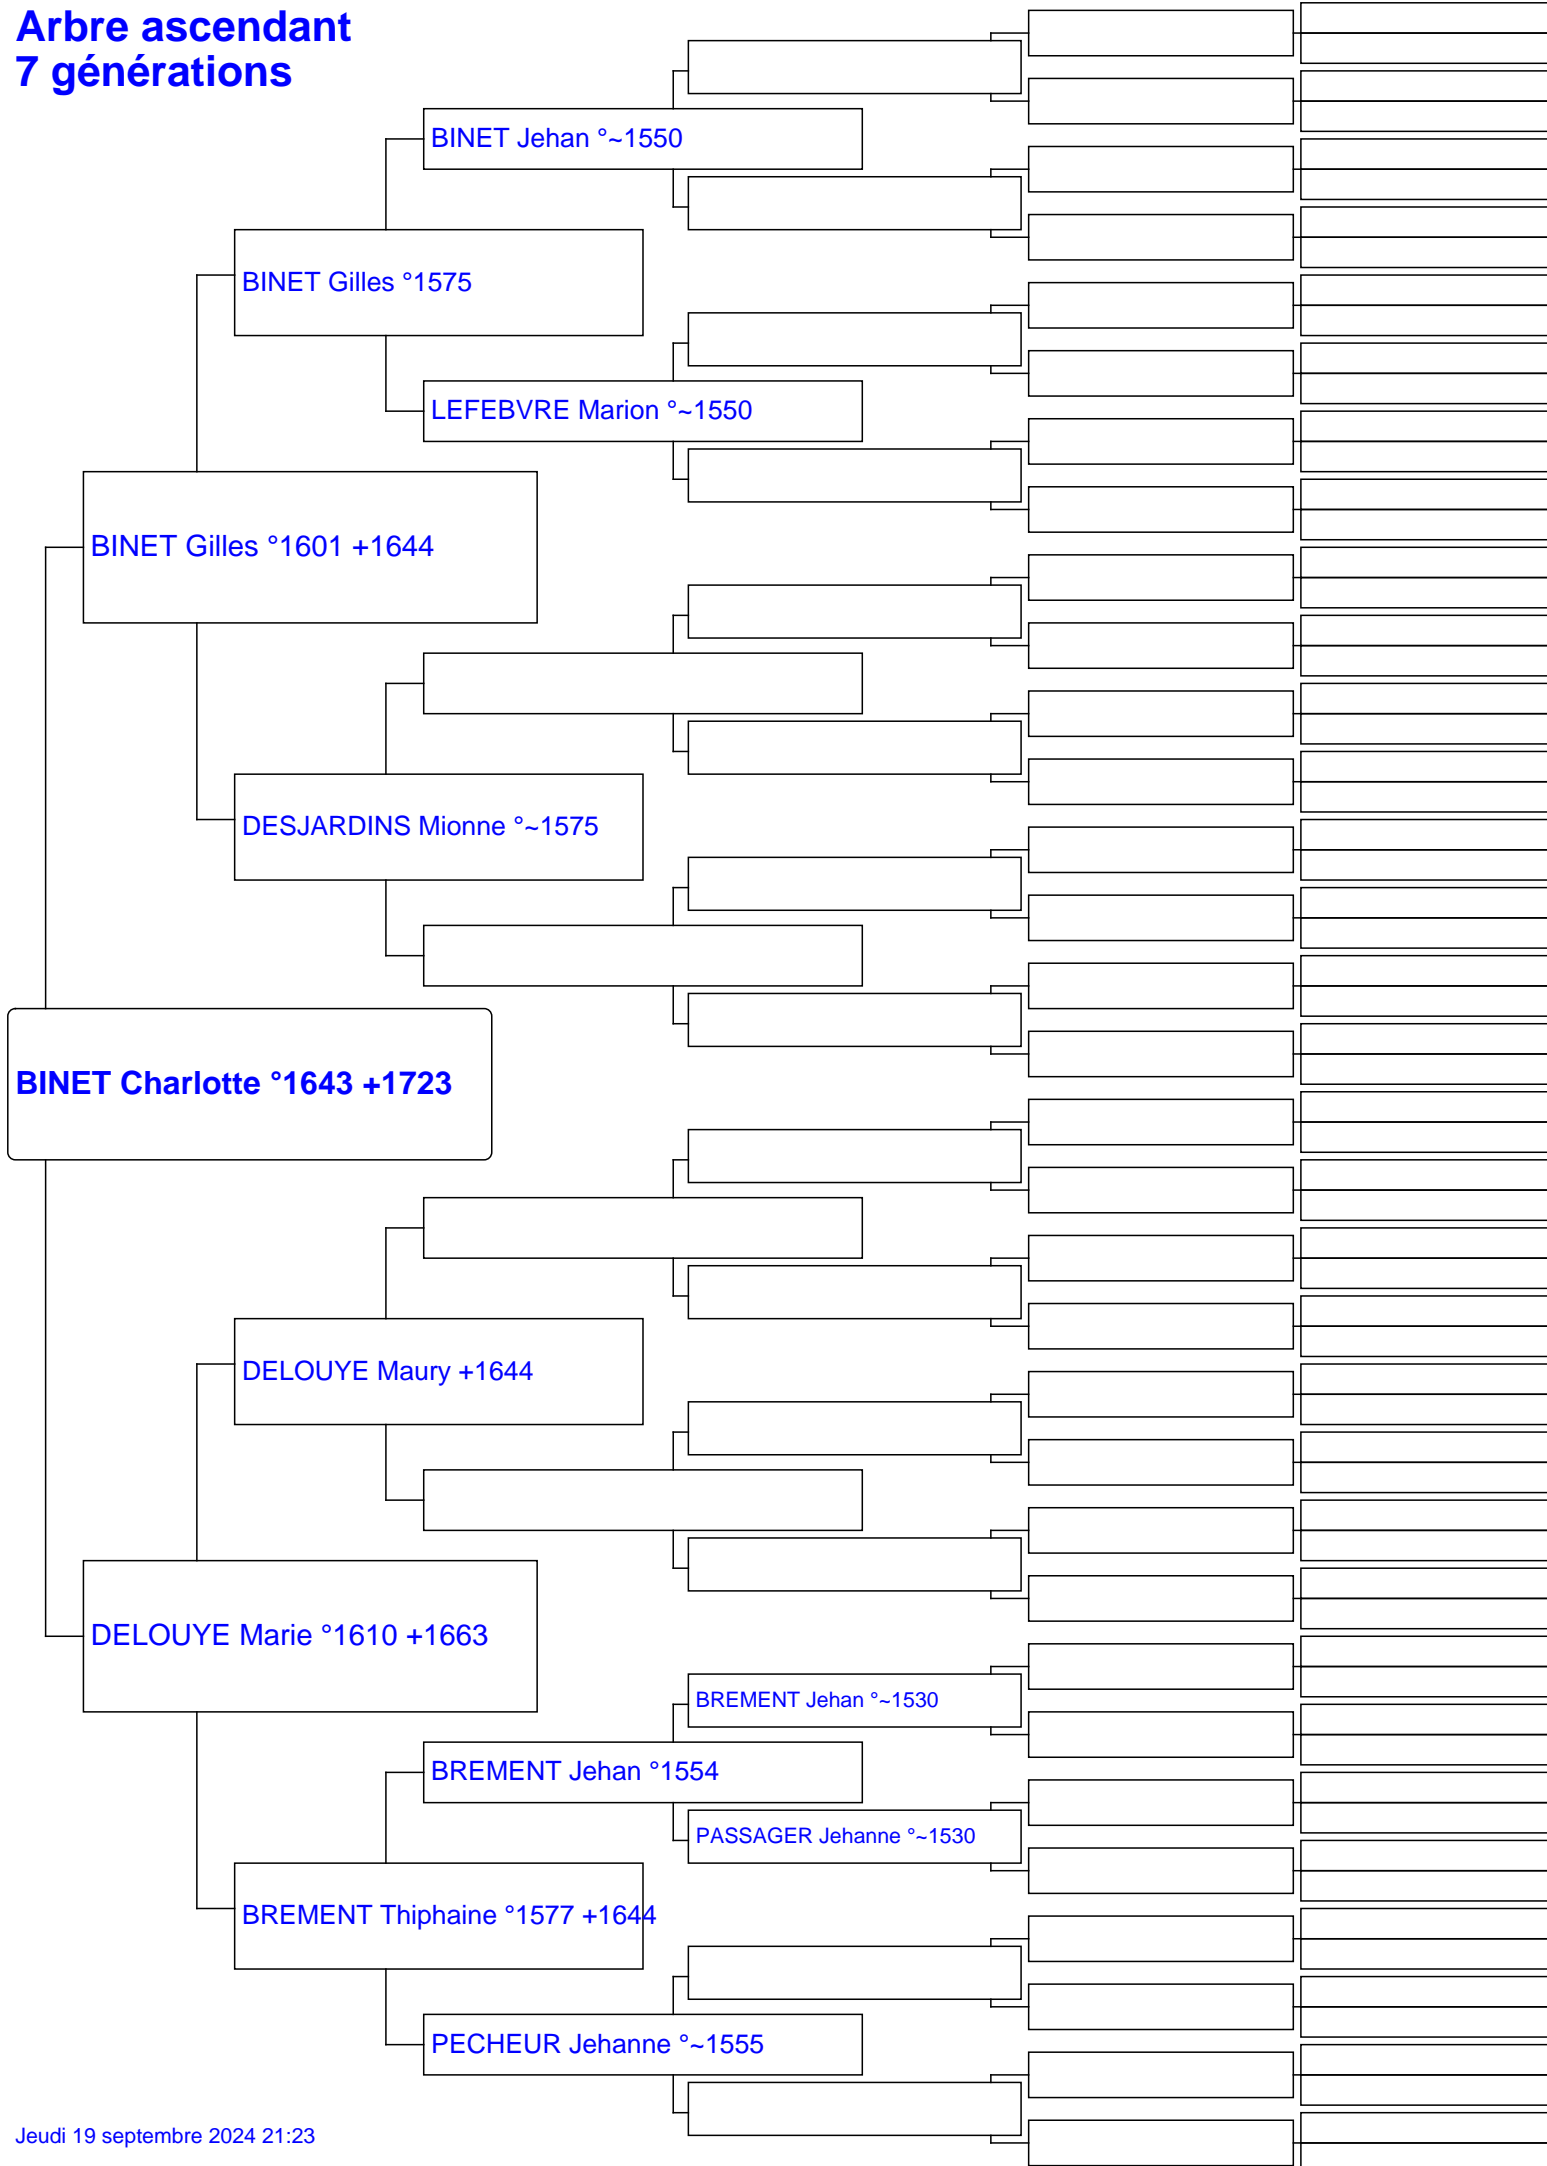 Arbre ascendant
7 générations
BINET Jehan °~1550
BINET Gilles °1575
LEFEBVRE Marion °~1550
BINET Gilles °1601 +1644
DESJARDINS Mionne °~1575
BINET Charlotte °1643 +1723
DELOUYE Maury +1644
DELOUYE Marie °1610 +1663
BREMENT Jehan °~1530
BREMENT Jehan °1554
PASSAGER Jehanne °~1530
BREMENT Thiphaine °1577 +1644
PECHEUR Jehanne °~1555
Jeudi 19 septembre 2024 21:23